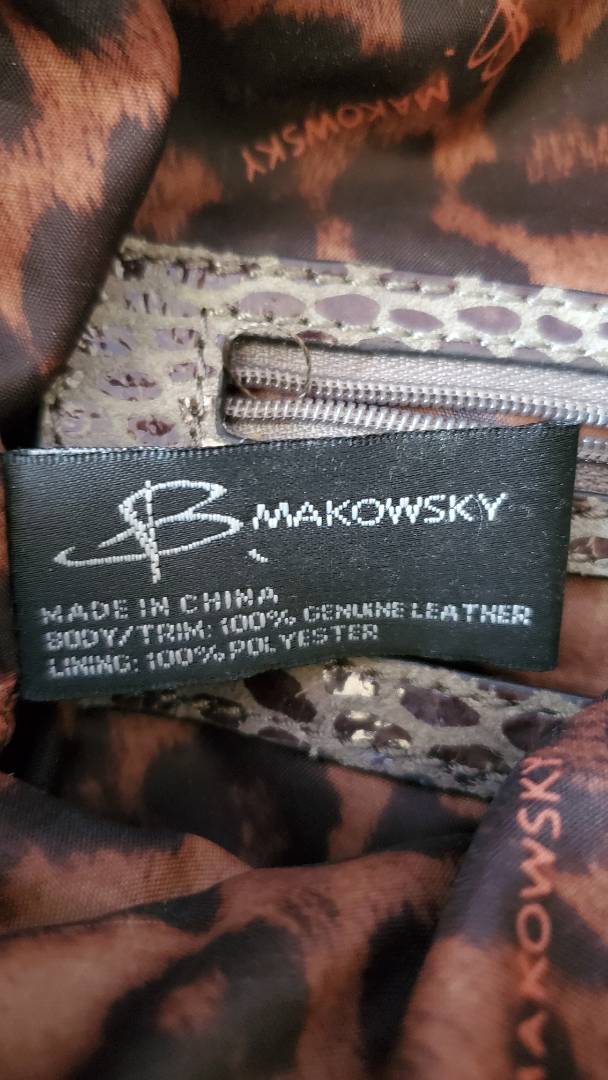 MAKOWSKY
B. MAKOWSKY
MADE IN CHINA
BODY/TRIM: 100% GENUINE LEATHER
LINING: 100% POLYESTER
MAKOWSKY